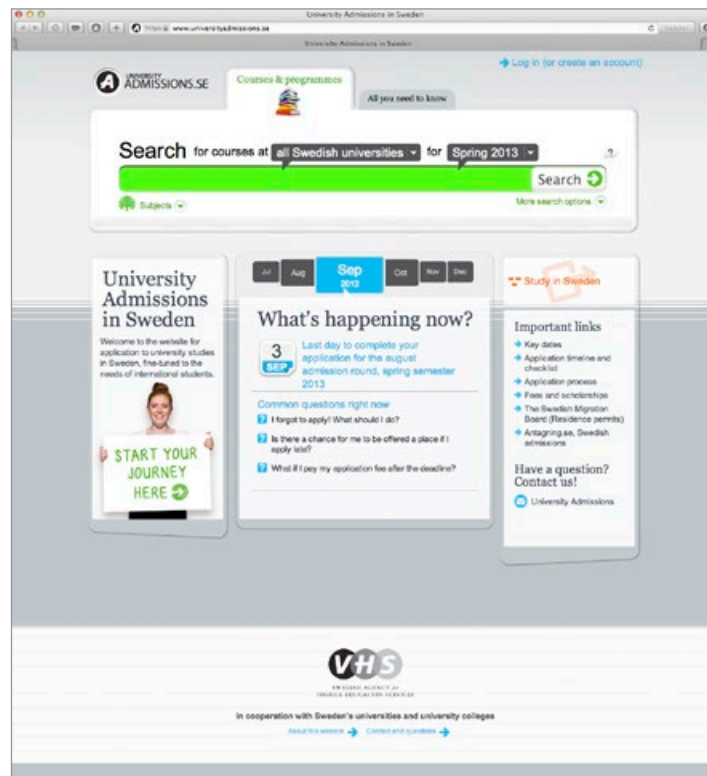 University Admissions in Sweden
www.universityadmissions.se
University Admissions in Sweden
Log in (or create an account)
UNIVERSITY
ADMISSIONS.SE
Courses & programmes
All you need to know
Search for courses at all Swedish universities for Spring 2013
?
Search
Subjects
More search options
University
Admissions
in Sweden
Welcome to the website for
application to university studies
in Sweden, fine-tuned to the
needs of international students.
START YOUR
JOURNEY
HERE
Jul Aug Sep Oct Nov Dec
2012
What's happening now?
3
SEP
Last day to complete your
application for the august
admission round, spring semester
2013
Common questions right now
? I forgot to apply! What should I do?
? Is there a chance for me to be offered a place if I
apply late?
? What if I pay my application fee after the deadline?
Study in Sweden
Important links
Key dates
Application timeline and
checklist
Application process
Fees and scholarships
The Swedish Migration
Board (Residence permits)
Antagning.se, Swedish
admissions
Have a question?
Contact us!
University Admissions
VHS
SWEDISH AGENCY for
HIGHER EDUCATION SERVICES
In cooperation with Sweden's universities and university colleges
About this website Contact and questions